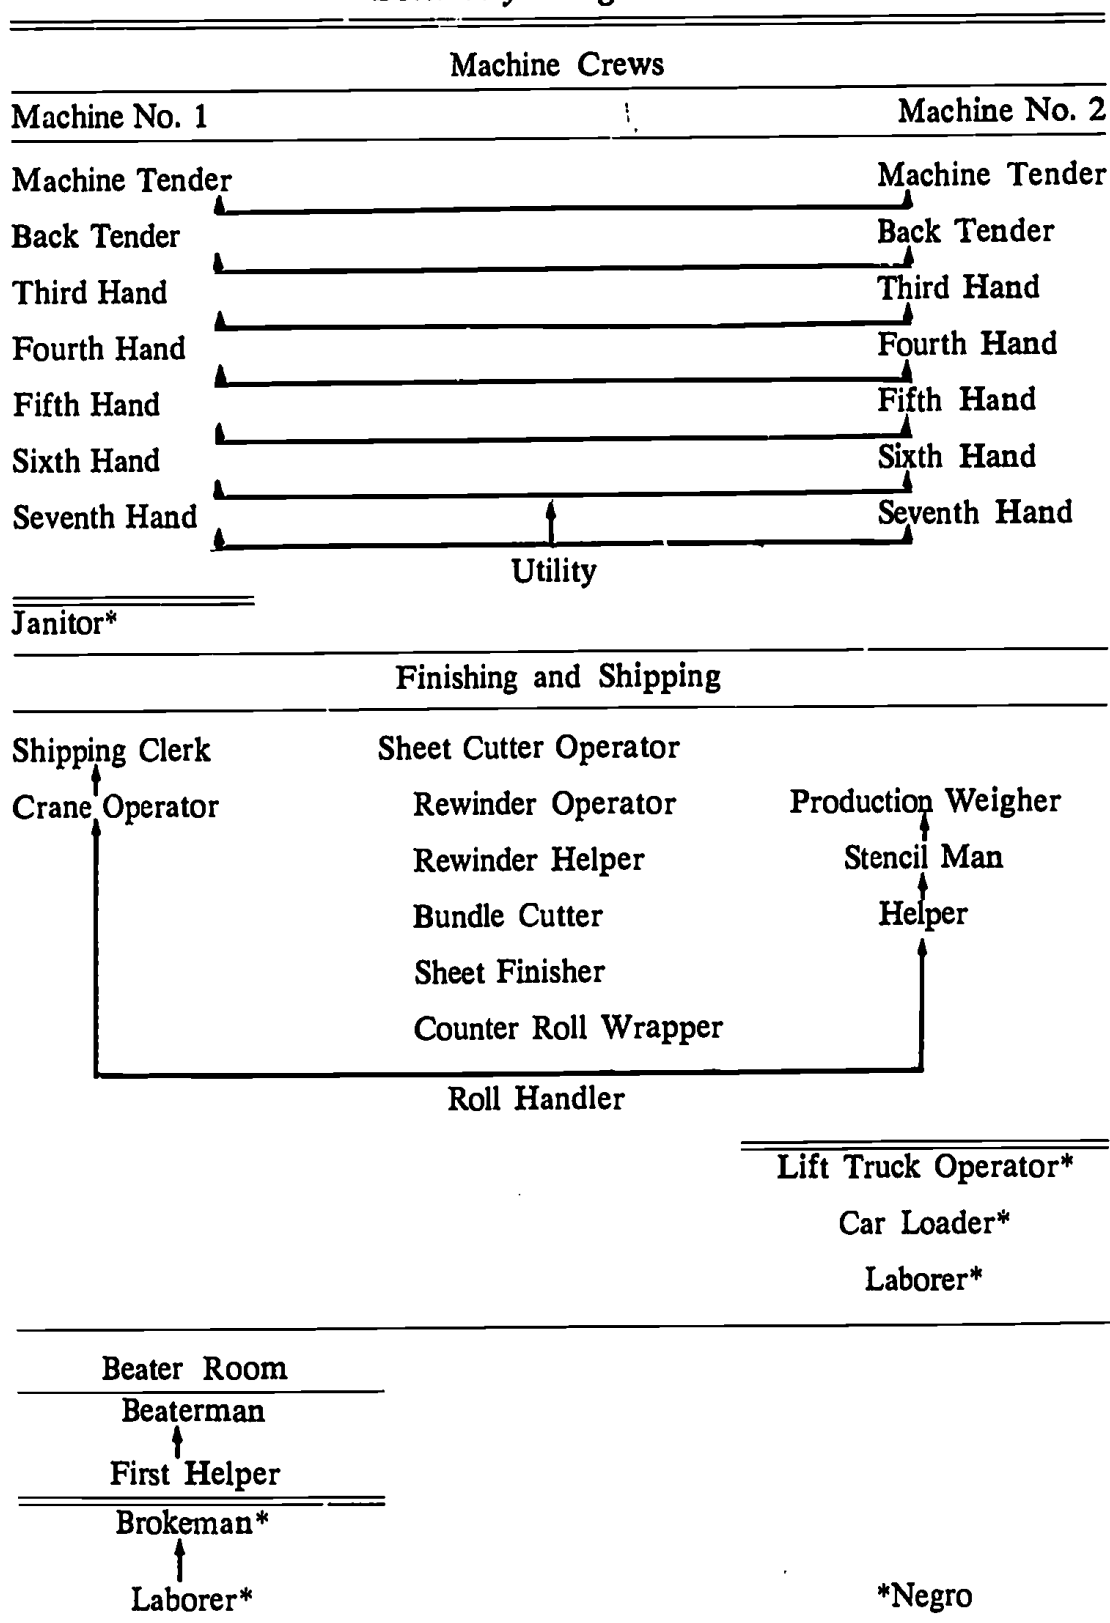 Machine Crews
Machine No. 1 Machine No. 2
Machine Tender Machine Tender
Back Tender Back Tender
Third Hand Third Hand
Fourth Hand Fourth Hand
Fifth Hand Fifth Hand
Sixth Hand Sixth Hand
Seventh Hand Seventh Hand
Utility
Janitor*
Finishing and Shipping
Shipping Clerk Sheet Cutter Operator
Crane Operator Rewinder Operator Production Weigher
Rewinder Helper Stencil Man
Bundle Cutter Helper
Sheet Finisher
Counter Roll Wrapper
Roll Handler
Lift Truck Operator*
Car Loader*
Laborer*
Beater Room
Beaterman
First Helper
Brokeman*
Laborer* *Negro